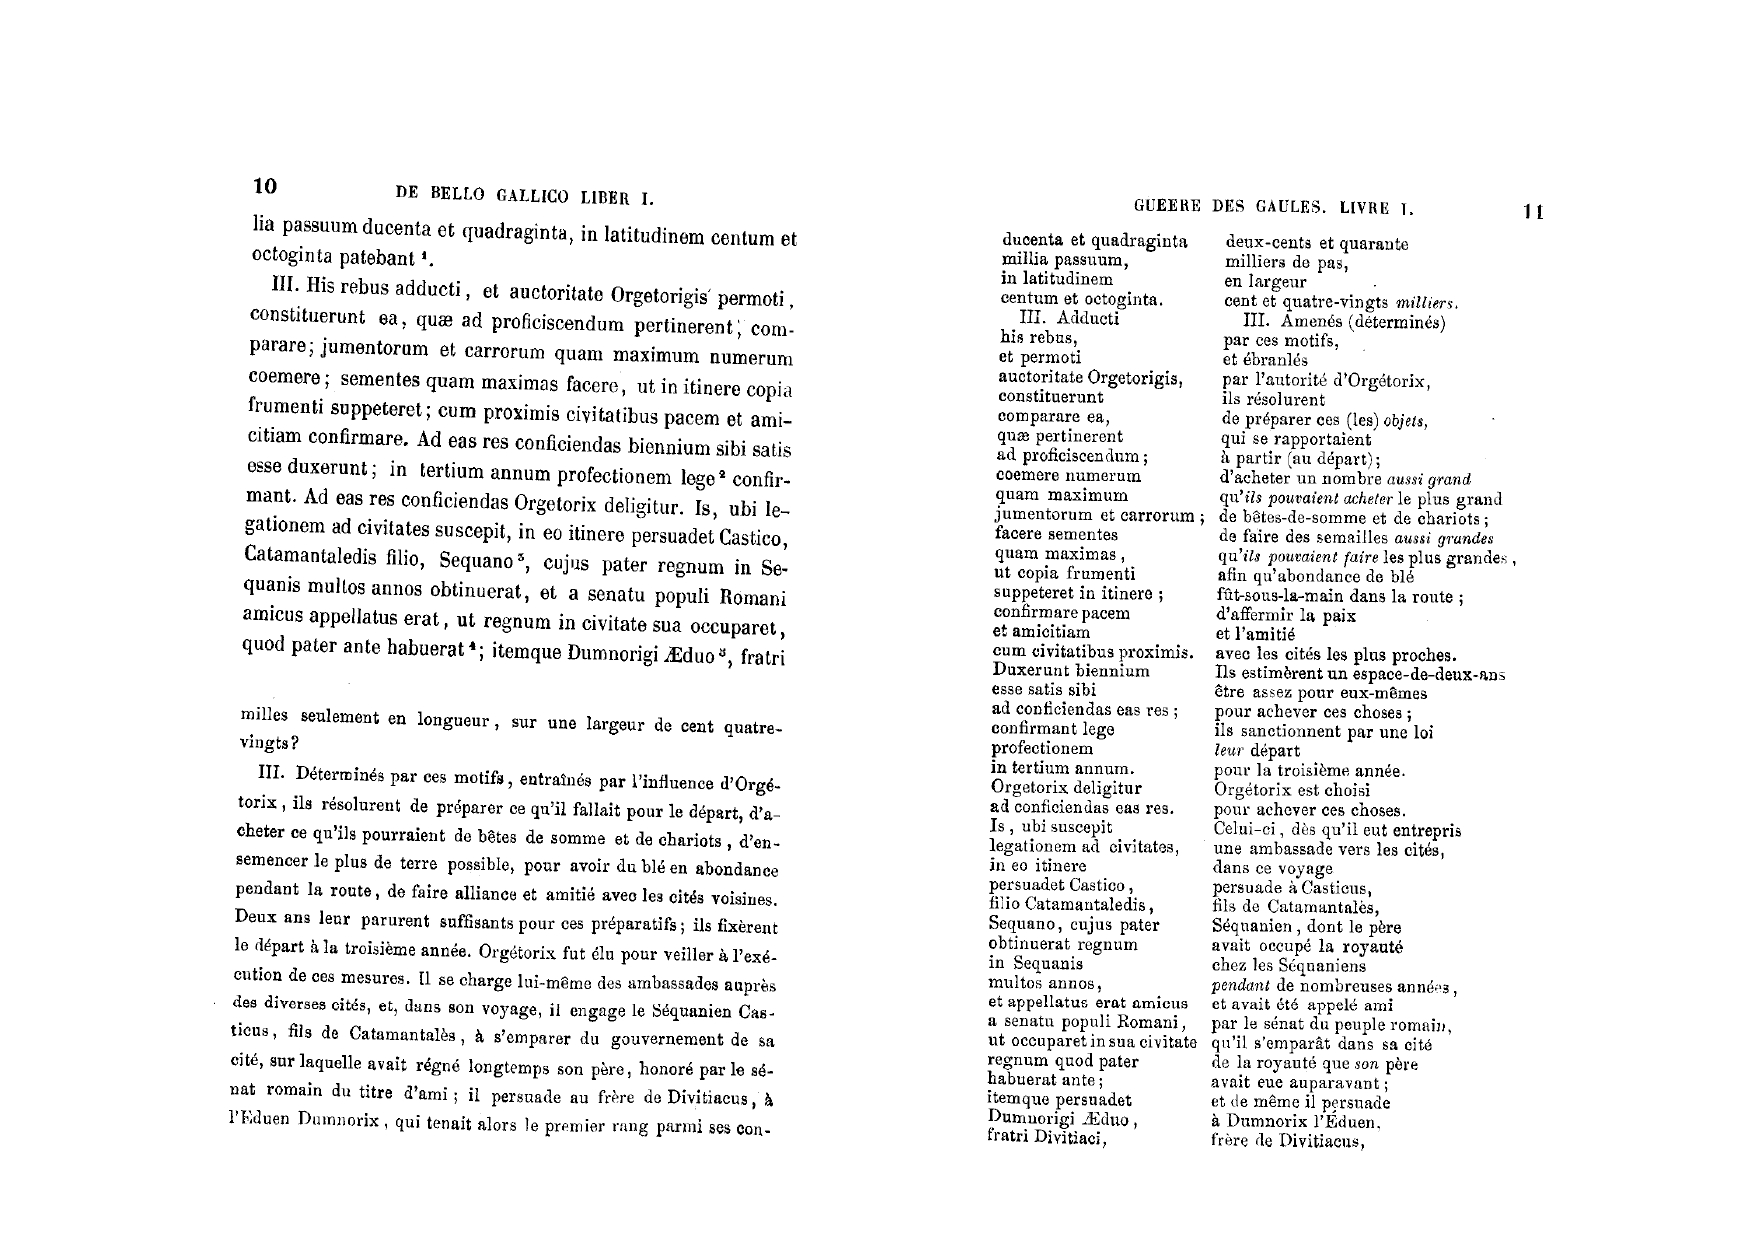 10
DE BELLO GALLICO LIBER I.
lia passuum ducenta et quadraginta, in latitudinem centum et
octoginta patebant ¹.
III. His rebus adducti, et auctoritate Orgetorigis permoti,
constituerunt ea, quæ ad proficiscendum pertinerent, com-
parare; jumentorum et carrorum quam maximum numerum
coemere; sementes quam maximas facere, ut in itinere copia
frumenti suppeteret; cum proximis civitatibus pacem et ami-
citiam confirmare. Ad eas res conficiendas biennium sibi satis
esse duxerunt; in tertium annum profectionem lege ² confir-
mant. Ad eas res conficiendas Orgetorix deligitur. Is, ubi le-
gationem ad civitates suscepit, in eo itinere persuadet Castico,
Catamantaledis filio, Sequano ³, cujus pater regnum in Se-
quanis multos annos obtinuerat, et a senatu populi Romani
amicus appellatus erat, ut regnum in civitate sua occuparet,
quod pater ante habuerat ⁴; itemque Dumnorigi Æduo ⁵, fratri
milles seulement en longueur, sur une largeur de cent quatre-
vingts?
III. Déterminés par ces motifs, entraînés par l'influence d'Orgé-
torix, ils résolurent de préparer ce qu'il fallait pour le départ, d'a-
cheter ce qu'ils pourraient de bêtes de somme et de chariots, d'en-
semencer le plus de terre possible, pour avoir du blé en abondance
pendant la route, de faire alliance et amitié avec les cités voisines.
Deux ans leur parurent suffisants pour ces préparatifs; ils fixèrent
le départ à la troisième année. Orgétorix fut élu pour veiller à l'exé-
cution de ces mesures. Il se charge lui-même des ambassades auprès
des diverses cités, et, dans son voyage, il engage le Séquanien Cas-
ticus, fils de Catamantalès, à s'emparer du gouvernement de sa
cité, sur laquelle avait régné longtemps son père, honoré par le sé-
nat romain du titre d'ami; il persuade au frère de Divitiacus, à
l'Eduen Dumnorix, qui tenait alors le premier rang parmi ses con-
GUEERE DES GAULES. LIVRE I.
11
ducenta et quadraginta
millia passuum,
in latitudinem
centum et octoginta.
III. Adducti
his rebus,
et permoti
auctoritate Orgetorigis,
constituerunt
comparare ea,
quæ pertinerent
ad proficiscendum;
coemere numerum
quam maximum
jumentorum et carrorum;
facere sementes
quam maximas,
ut copia frumenti
suppeteret in itinere;
confirmare pacem
et amicitiam
cum civitatibus proximis.
Duxerunt biennium
esse satis sibi
ad conficiendas eas res;
confirmant lege
profectionem
in tertium annum.
Orgetorix deligitur
ad conficiendas eas res.
Is, ubi suscepit
legationem ad civitates,
in eo itinere
persuadet Castico,
filio Catamantaledis,
Sequano, cujus pater
obtinuerat regnum
in Sequanis
multos annos,
et appellatus erat amicus
a senatu populi Romani,
ut occuparet in sua civitate
regnum quod pater
habuerat ante;
itemque persuadet
Dumnorigi Æduo,
fratri Divitiaci,
deux-cents et quarante
milliers de pas,
en largeur
cent et quatre-vingts milliers.
III. Amenés (déterminés)
par ces motifs,
et ébranlés
par l'autorité d'Orgétorix,
ils résolurent
de préparer ces (les) objets,
qui se rapportaient
à partir (au départ);
d'acheter un nombre aussi grand
qu'ils pouvaient acheter le plus grand
de bêtes-de-somme et de chariots;
de faire des semailles aussi grandes
qu'ils pouvaient faire les plus grandes,
afin qu'abondance de blé
fût-sous-la-main dans la route;
d'affermir la paix
et l'amitié
avec les cités les plus proches.
Ils estimèrent un espace-de-deux-ans
être assez pour eux-mêmes
pour achever ces choses;
ils sanctionnent par une loi
leur départ
pour la troisième année.
Orgétorix est choisi
pour achever ces choses.
Celui-ci, dès qu'il eut entrepris
une ambassade vers les cités,
dans ce voyage
persuade à Casticus,
fils de Catamantalès,
Séquanien, dont le père
avait occupé la royauté
chez les Séquaniens
pendant de nombreuses années,
et avait été appelé ami
par le sénat du peuple romain,
qu'il s'emparât dans sa cité
de la royauté que son père
avait eue auparavant;
et de même il persuade
à Dumnorix l'Éduen,
frère de Divitiacus,